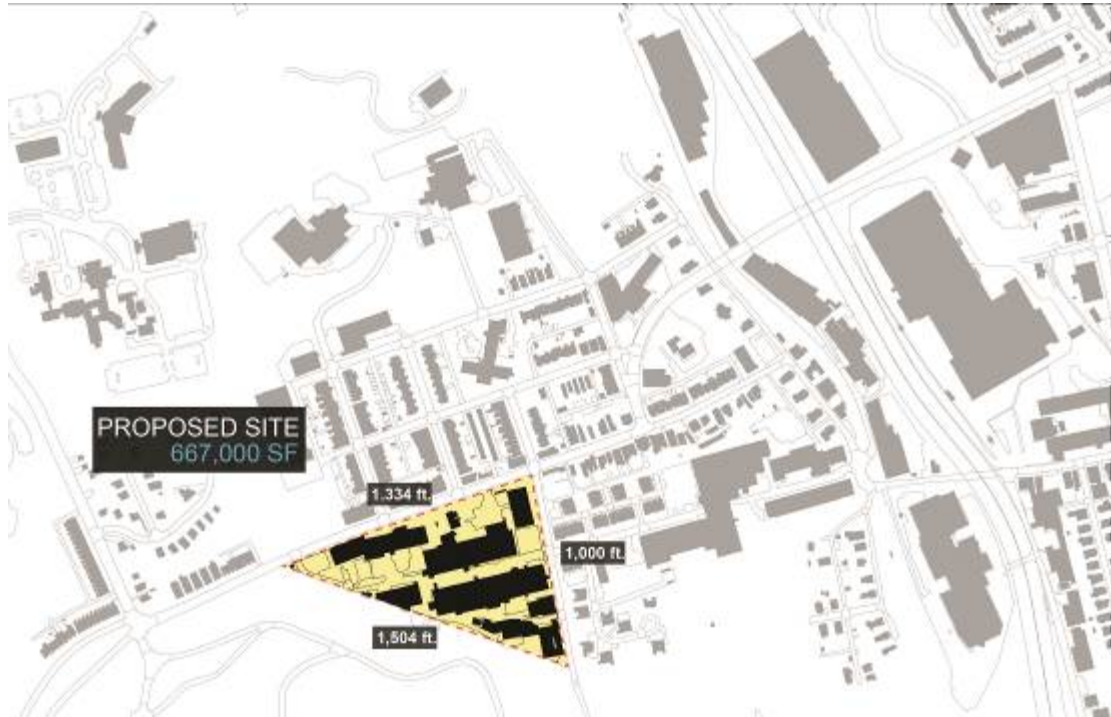 PROPOSED SITE
667,000 SF
1.334 ft.
1,000 ft.
1,504 ft.